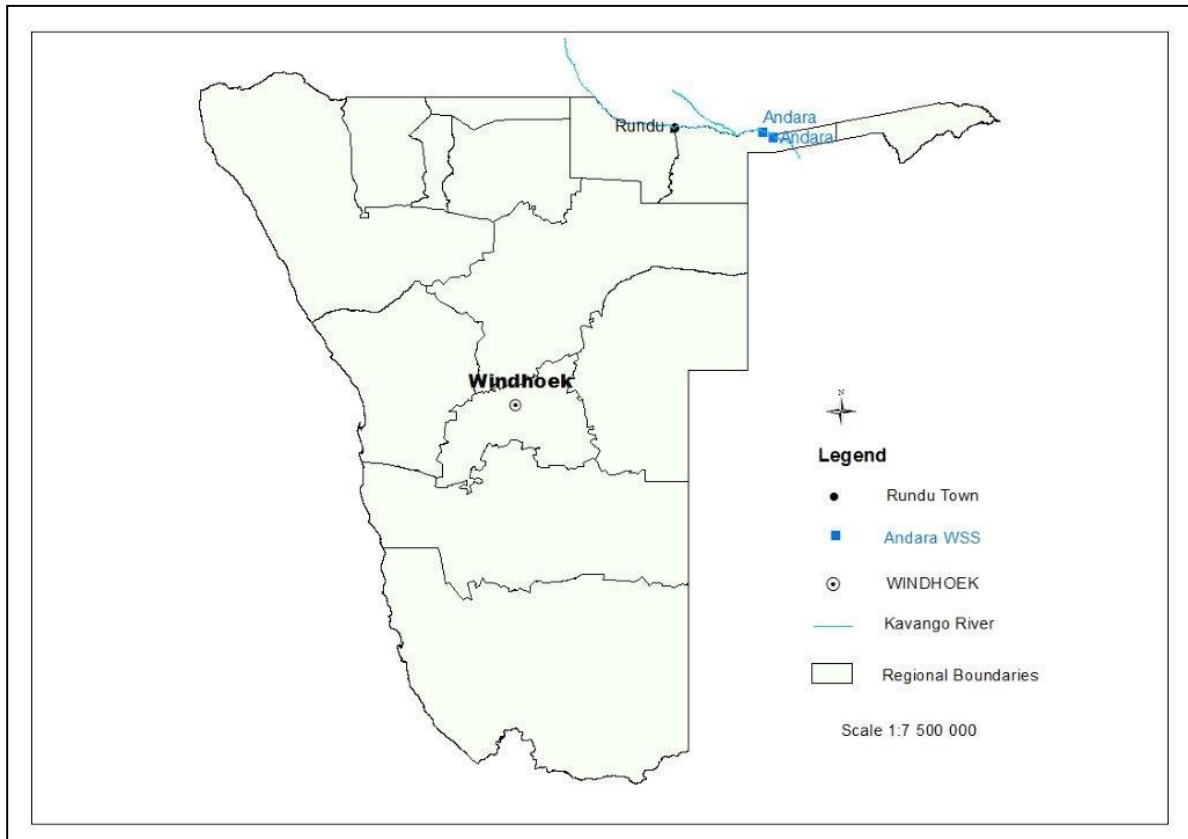 Andara
Rundu
Andara
Windhoek
N
Legend
Rundu Town
Andara WSS
WINDHOEK
Kavango River
Regional Boundaries
Scale 1:7 500 000